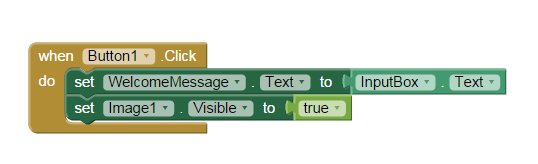 when Button1 .Click
do set WelcomeMessage . Text to InputBox . Text
set Image1 . Visible to true